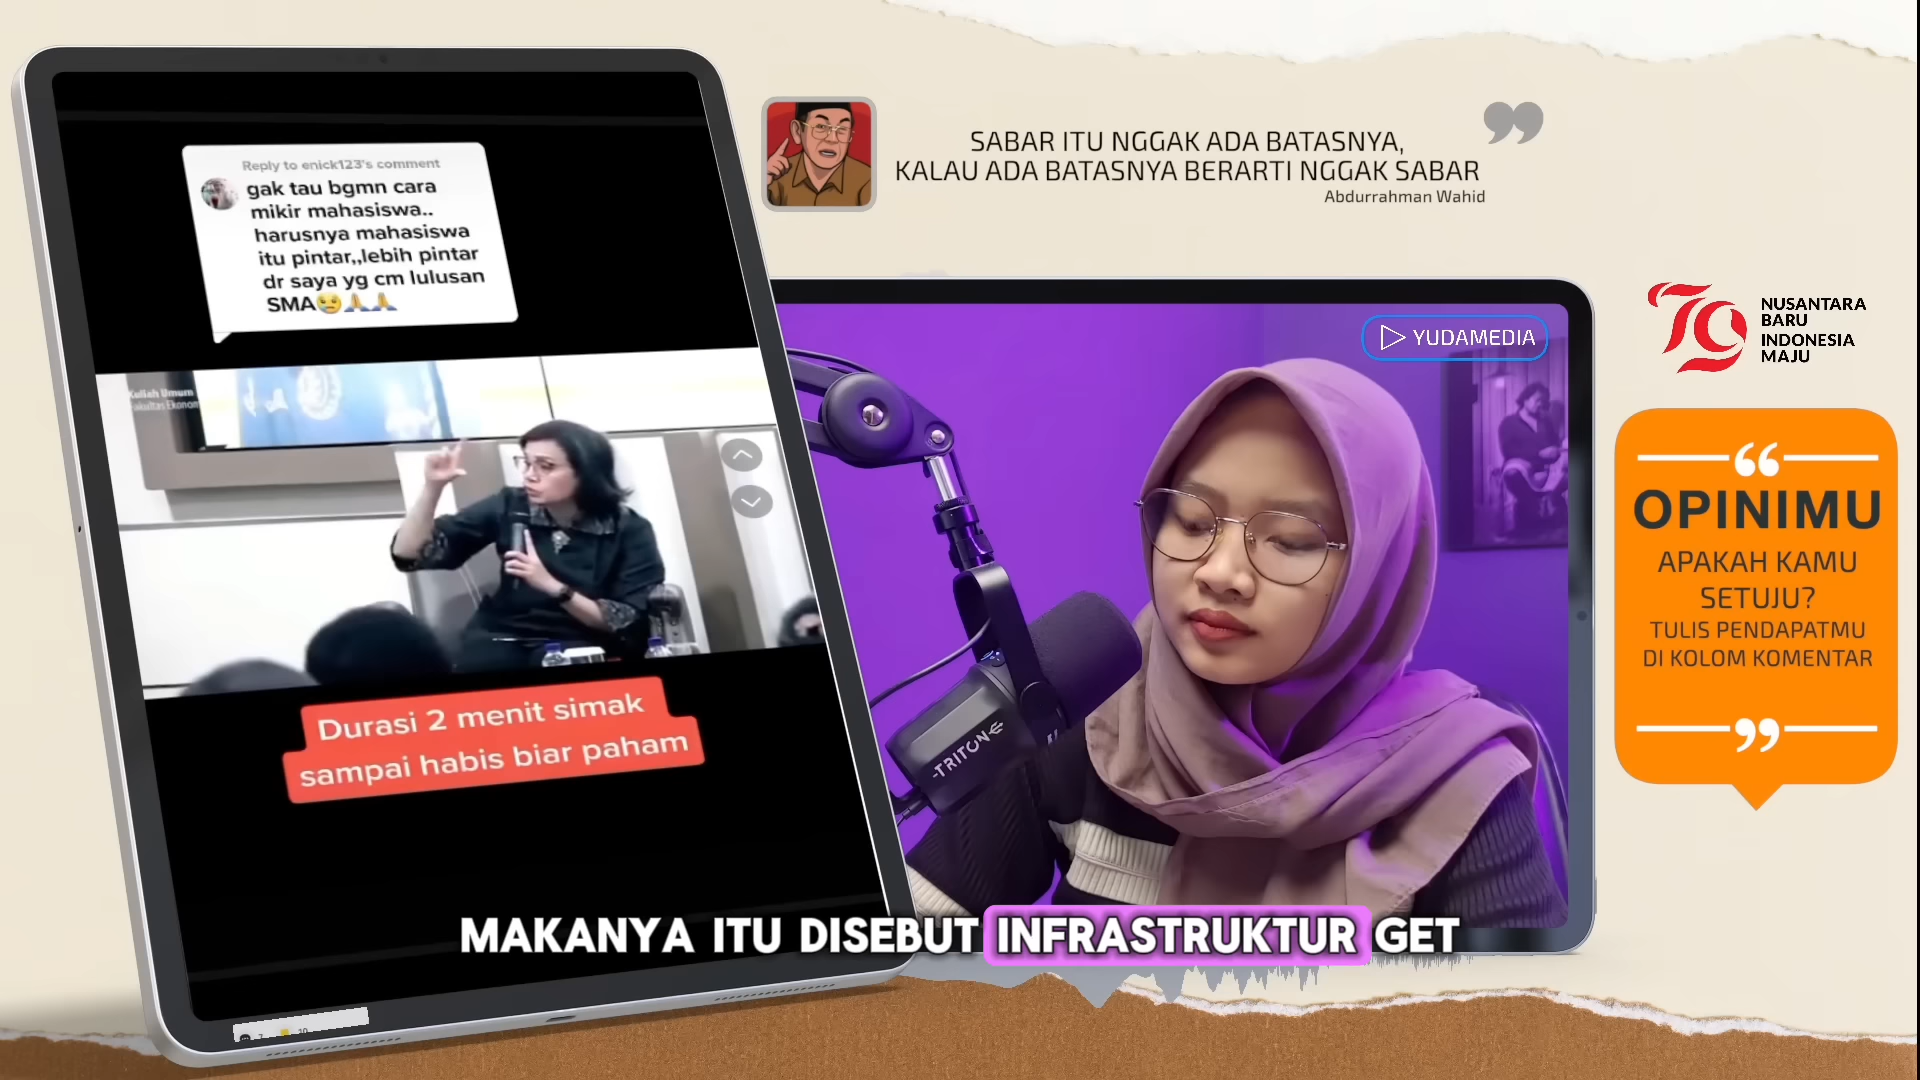 Reply to enick123's comment
gak tau bgmn cara
mikir mahasiswa..
harusnya mahasiswa
itu pintar,,lebih pintar
dr saya yg cm lulusan
SMA😢🙏🙏
Kuliah Umum
Durasi 2 menit simak
sampai habis biar paham
SABAR ITU NGGAK ADA BATASNYA,
KALAU ADA BATASNYA BERARTI NGGAK SABAR
Abdurrahman Wahid
YUDAMEDIA
TRITON
79
NUSANTARA
BARU
INDONESIA
MAJU
OPINIMU
APAKAH KAMU
SETUJU?
TULIS PENDAPATMU
DI KOLOM KOMENTAR
MAKANYA ITU DISEBUT INFRASTRUKTUR GET